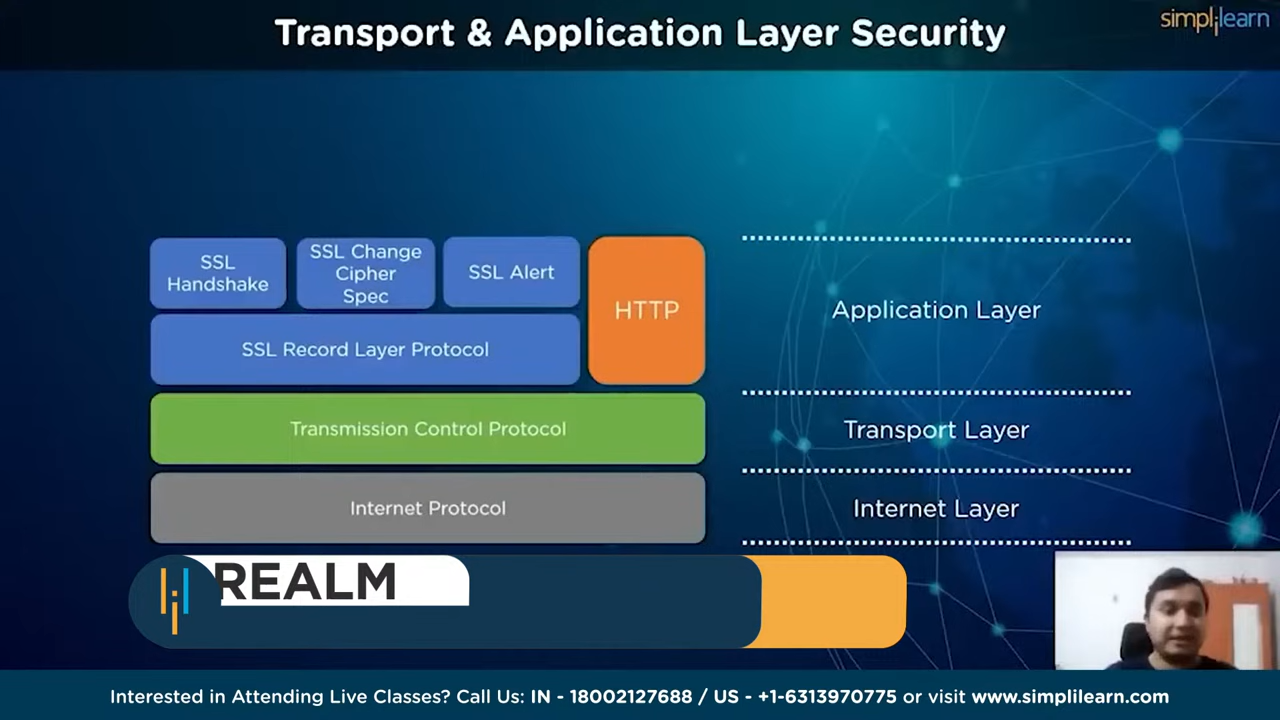 Transport & Application Layer Security
simplilearn
SSL
Handshake
SSL Change
Cipher
Spec
SSL Alert
HTTP
SSL Record Layer Protocol
Application Layer
Transmission Control Protocol
Transport Layer
Internet Protocol
Internet Layer
REALM
Interested in Attending Live Classes? Call Us: IN - 18002127688 / US - +1-6313970775 or visit www.simplilearn.com